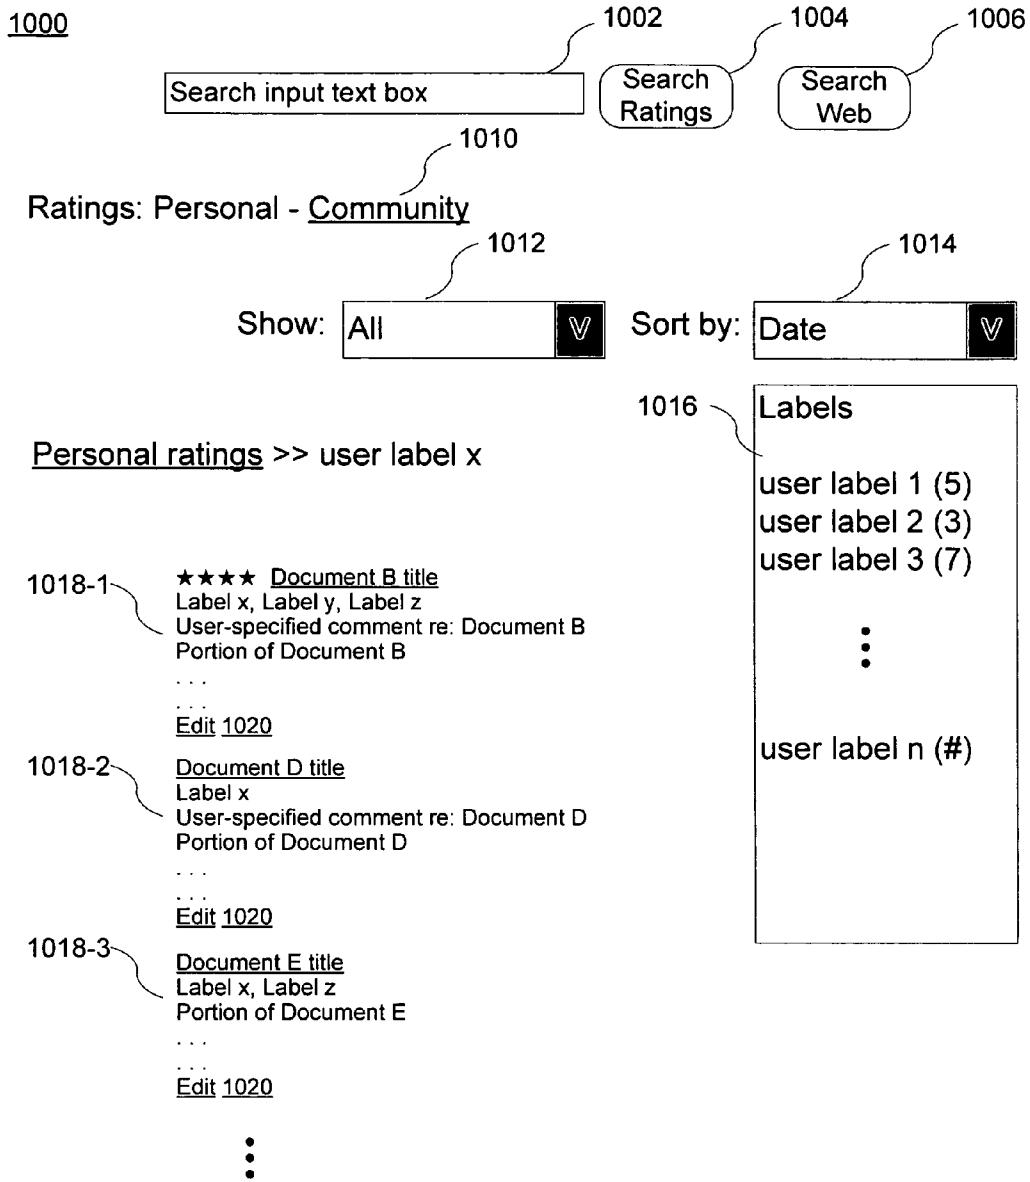 1000
1002
1004
1006
Search input text box
Search
Ratings
Search
Web
1010
Ratings: Personal - Community
1012
1014
Show:
All
V
Sort by:
Date
V
1016
Labels
Personal ratings >> user label x
user label 1 (5)
user label 2 (3)
user label 3 (7)
user label n (#)
1018-1
★★★★ Document B title
Label x, Label y, Label z
User-specified comment re: Document B
Portion of Document B
. . .
. . .
Edit 1020
1018-2
Document D title
Label x
User-specified comment re: Document D
Portion of Document D
. . .
. . .
Edit 1020
1018-3
Document E title
Label x, Label z
Portion of Document E
. . .
. . .
Edit 1020